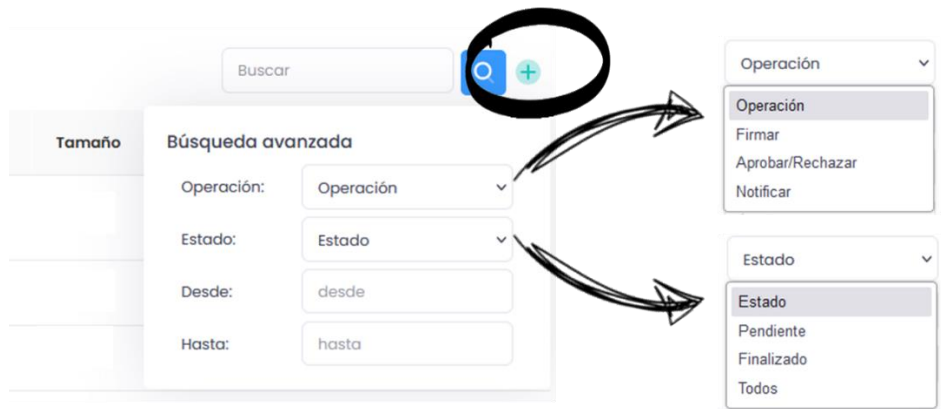 Buscar
Tamaño
Búsqueda avanzada
Operación:
Operación
Estado:
Estado
Desde:
desde
Hasta:
hasta
Operación
Operación
Firmar
Aprobar/Rechazar
Notificar
Estado
Estado
Pendiente
Finalizado
Todos